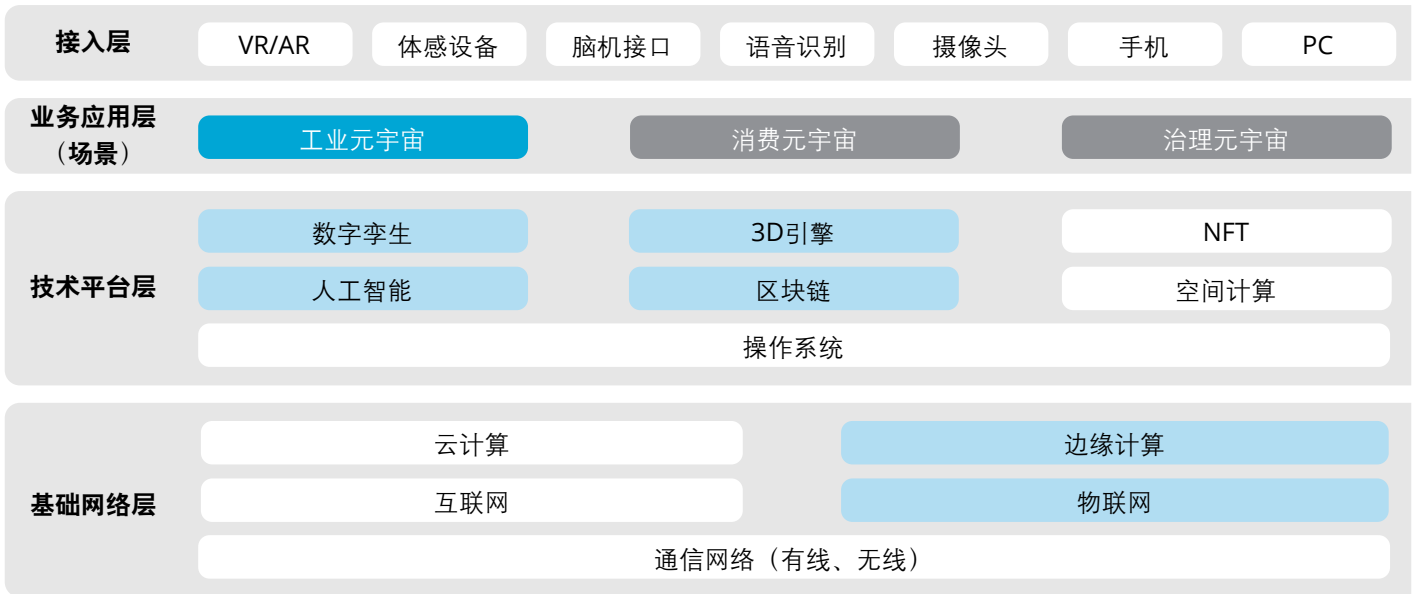 接入层
VR/AR
体感设备
脑机接口
语音识别
摄像头
手机
PC
业务应用层
（场景）
工业元宇宙
消费元宇宙
治理元宇宙
技术平台层
数字孪生
3D引擎
NFT
人工智能
区块链
空间计算
操作系统
基础网络层
云计算
边缘计算
互联网
物联网
通信网络（有线、无线）